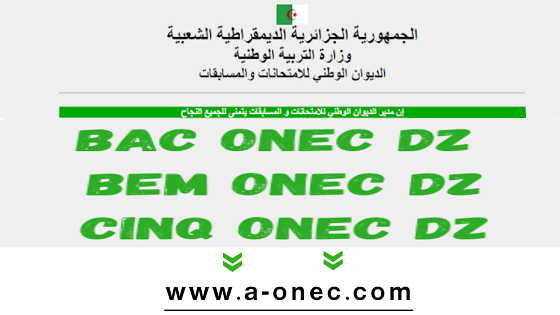 الجمهورية الجزائرية الديمقراطية الشعبية
وزارة التربية الوطنية
الديوان الوطني للامتحانات والمسابقات
إن مدير الديوان الوطني للامتحانات و المسابقات يتمنى للجميع النجاح
BAC ONEC DZ
BEM ONEC DZ
CINQ ONEC DZ
www.a-onec.com